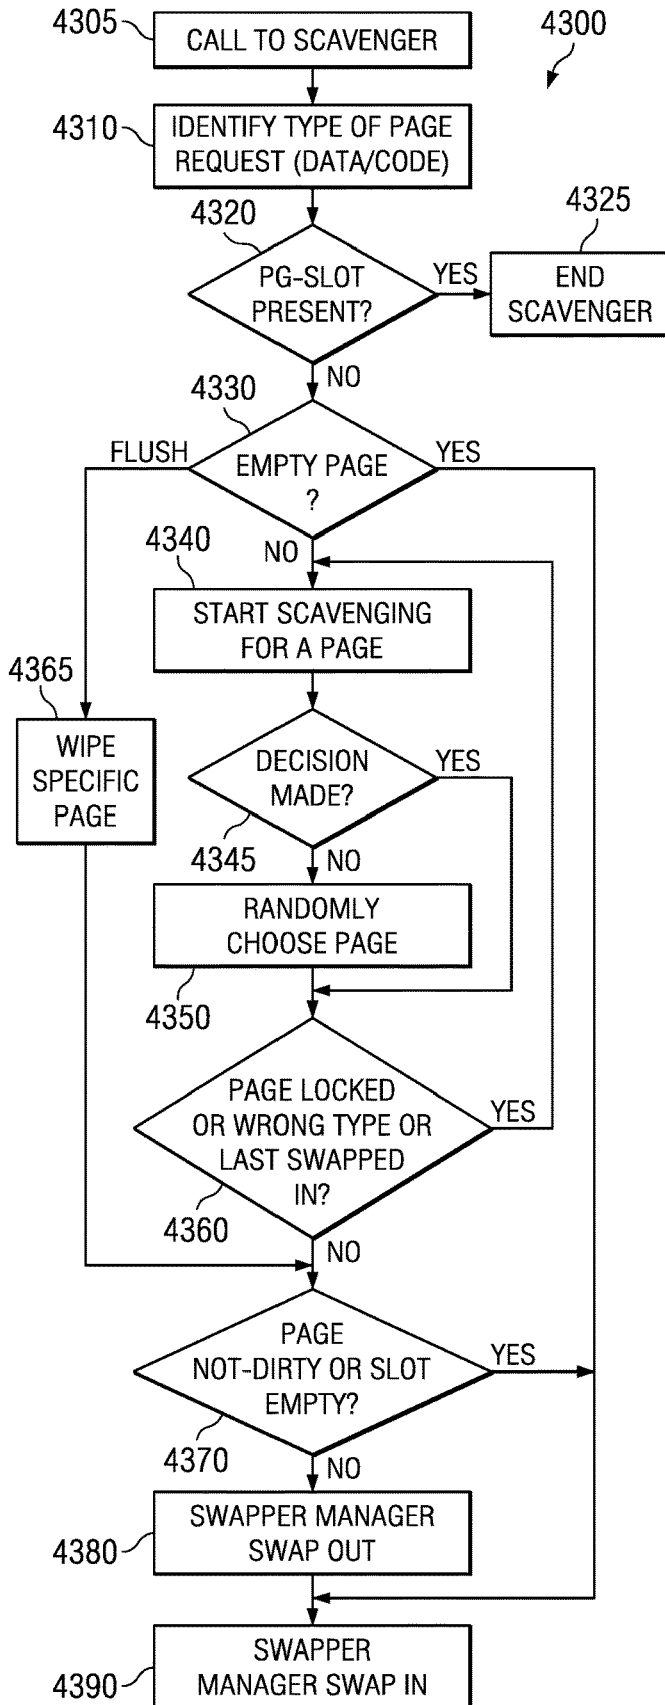 4305
CALL TO SCAVENGER
4300
4310
IDENTIFY TYPE OF PAGE
REQUEST (DATA/CODE)
4320
PG-SLOT
PRESENT?
YES
4325
END
SCAVENGER
NO
4330
FLUSH
EMPTY PAGE
?
YES
NO
4340
START SCAVENGING
FOR A PAGE
4365
WIPE
SPECIFIC
PAGE
DECISION
MADE?
YES
4345
NO
RANDOMLY
CHOOSE PAGE
4350
PAGE LOCKED
OR WRONG TYPE OR
LAST SWAPPED
IN?
YES
4360
NO
PAGE
NOT-DIRTY OR SLOT
EMPTY?
YES
4370
NO
SWAPPER MANAGER
SWAP OUT
4380
SWAPPER
MANAGER SWAP IN
4390